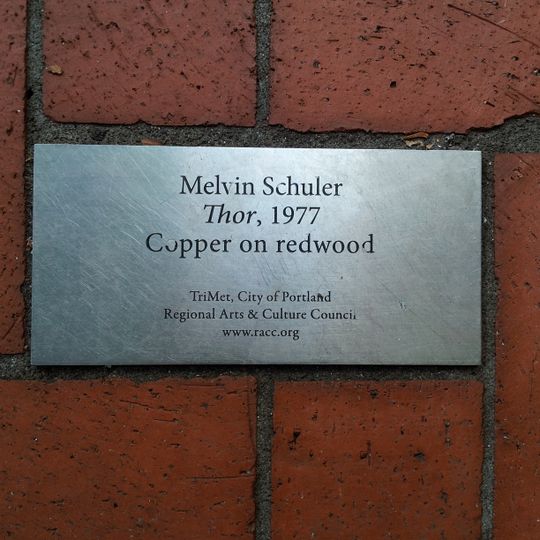 Melvin Schuler
Thor, 1977
Copper on redwood
TriMet, City of Portland
Regional Arts & Culture Council
www.racc.org